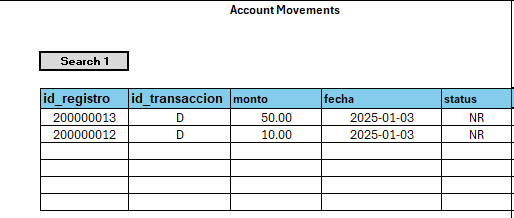 Account Movements
Search 1
id_registro id_transaccion monto fecha status
200000013 D 50.00 2025-01-03 NR
200000012 D 10.00 2025-01-03 NR